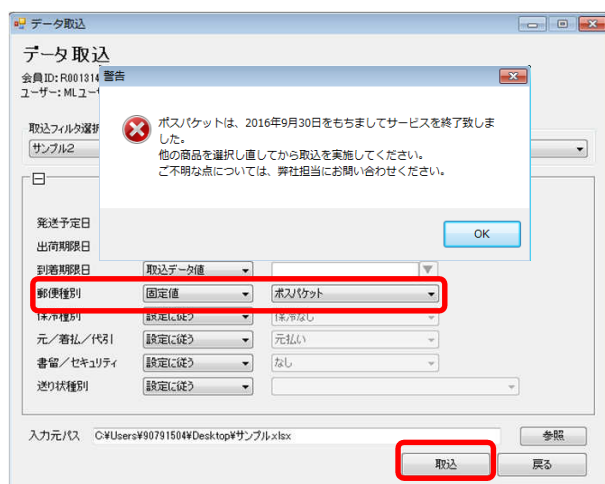 データ取込
データ取込
会員ID: R001314
警告
ユーザー: MLユー
ポスパケットは、2016年9月30日をもちましてサービスを終了致しま
した。
他の商品を選択し直してから取込を実施してください。
ご不明な点については、弊社担当にお問い合わせください。
OK
取込フィルタ選択
サンプル2
発送予定日
出荷期限日
到着期限日 取込データ値
郵便種別 固定値 ポスパケット
保冷種別 設定に従う 保冷なし
元/着払/代引 設定に従う 元払い
書留/セキュリティ 設定に従う なし
送り状種別 設定に従う
入力元パス C:¥Users¥90791504¥Desktop¥サンプル.xlsx 参照
取込 戻る